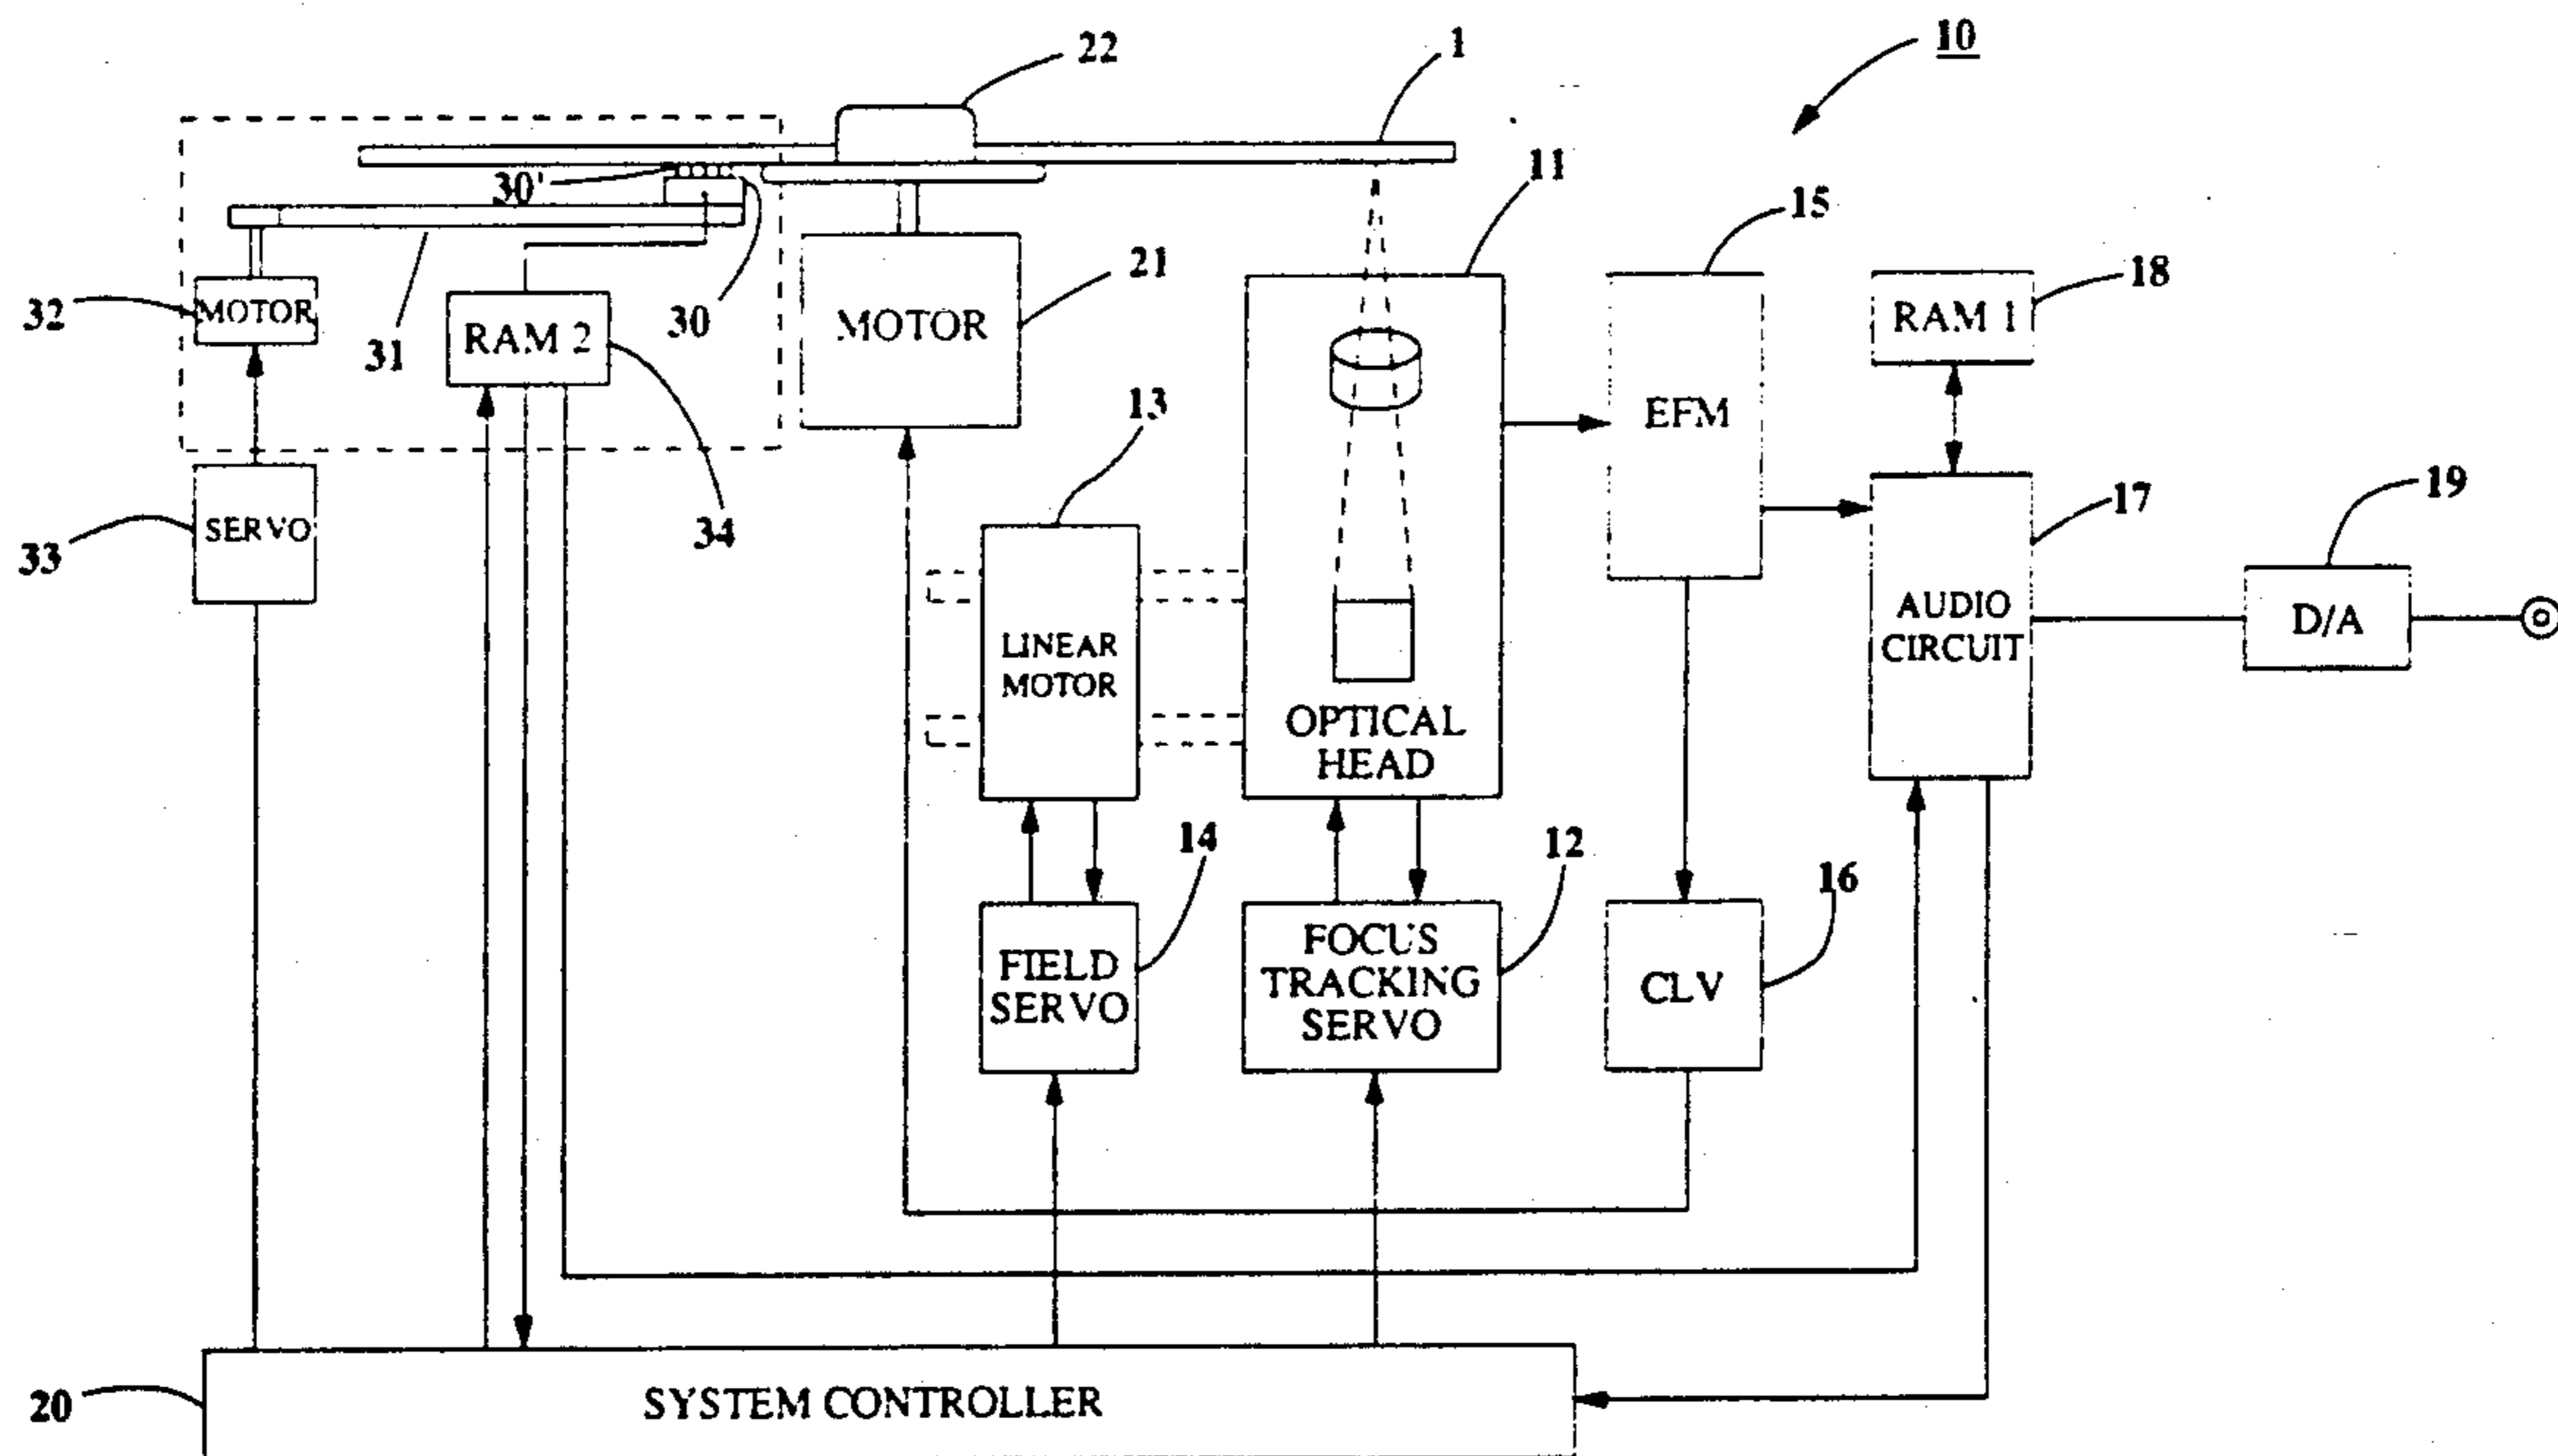 10
22
1
30'
11
15
21
18
32
MOTOR
31
RAM 2
30
MOTOR
RAM 1
13
EFM
34
SERVO
33
17
19
LINEAR
MOTOR
AUDIO
CIRCUIT
D/A
OPTICAL
HEAD
14
12
16
FIELD
SERVO
FOCUS
TRACKING
SERVO
CLV
20
SYSTEM CONTROLLER